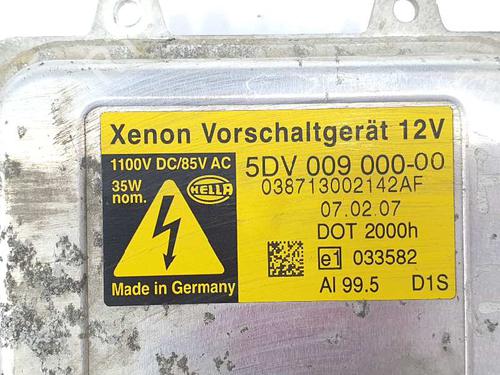 Xenon Vorschaltgerät 12V
1100V DC/85V AC
35W
nom.
HELLA
Made in Germany
5DV 009 000-00
038713002142AF
07.02.07
DOT 2000h
e1 033582
Al 99.5 D1S